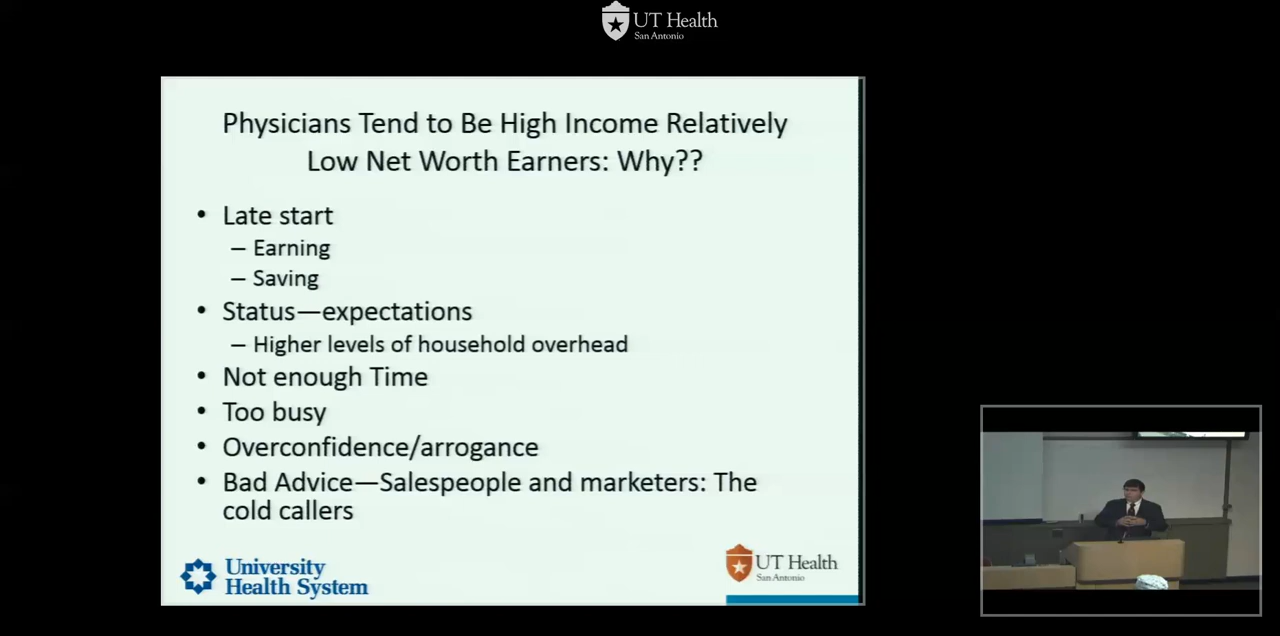 UT Health
San Antonio
Physicians Tend to Be High Income Relatively
Low Net Worth Earners: Why??
• Late start
– Earning
– Saving
• Status—expectations
– Higher levels of household overhead
• Not enough Time
• Too busy
• Overconfidence/arrogance
• Bad Advice—Salespeople and marketers: The
cold callers
University
Health System
UT Health
San Antonio